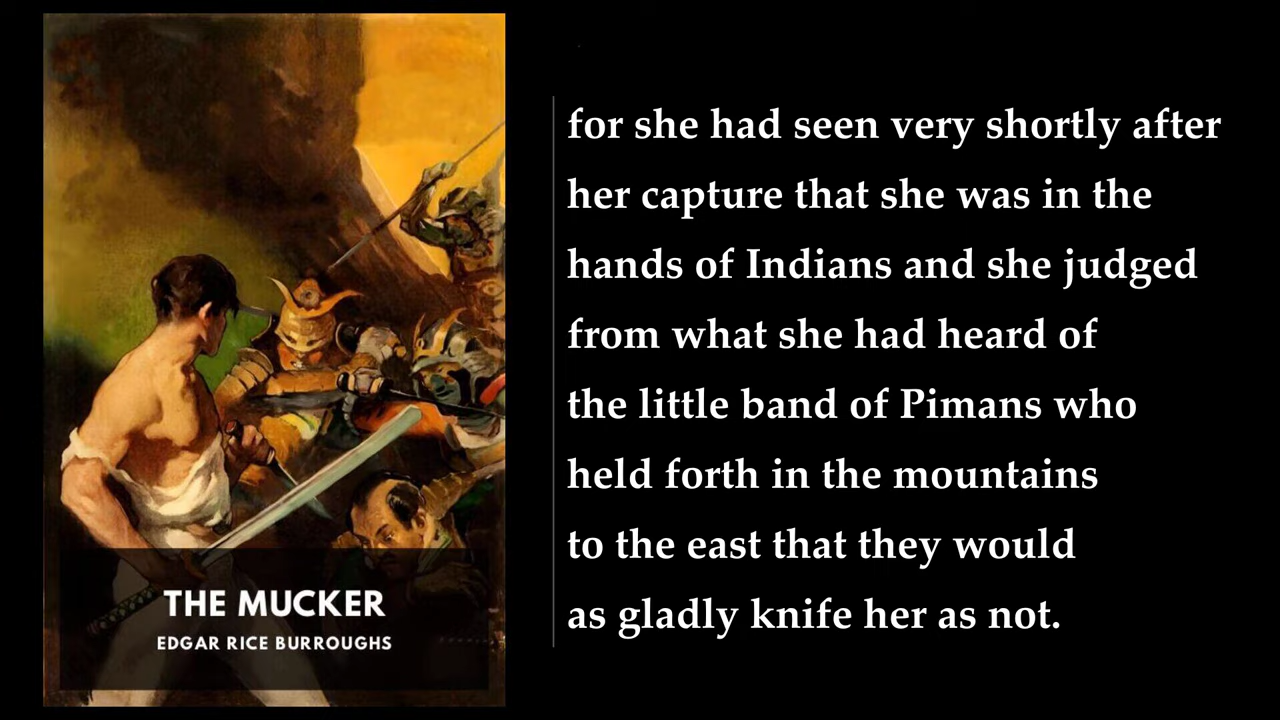 for she had seen very shortly after
her capture that she was in the
hands of Indians and she judged
from what she had heard of
the little band of Pimans who
held forth in the mountains
to the east that they would
as gladly knife her as not.
THE MUCKER
EDGAR RICE BURROUGHS